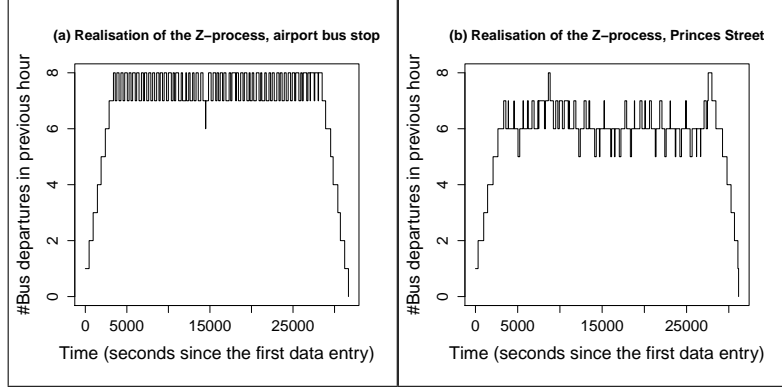 (a) Realisation of the Z−process, airport bus stop
#Bus departures in previous hour
8
6
4
2
0
0 5000 15000 25000
Time (seconds since the first data entry)
(b) Realisation of the Z−process, Princes Street
#Bus departures in previous hour
8
6
4
2
0
0 5000 15000 25000
Time (seconds since the first data entry)